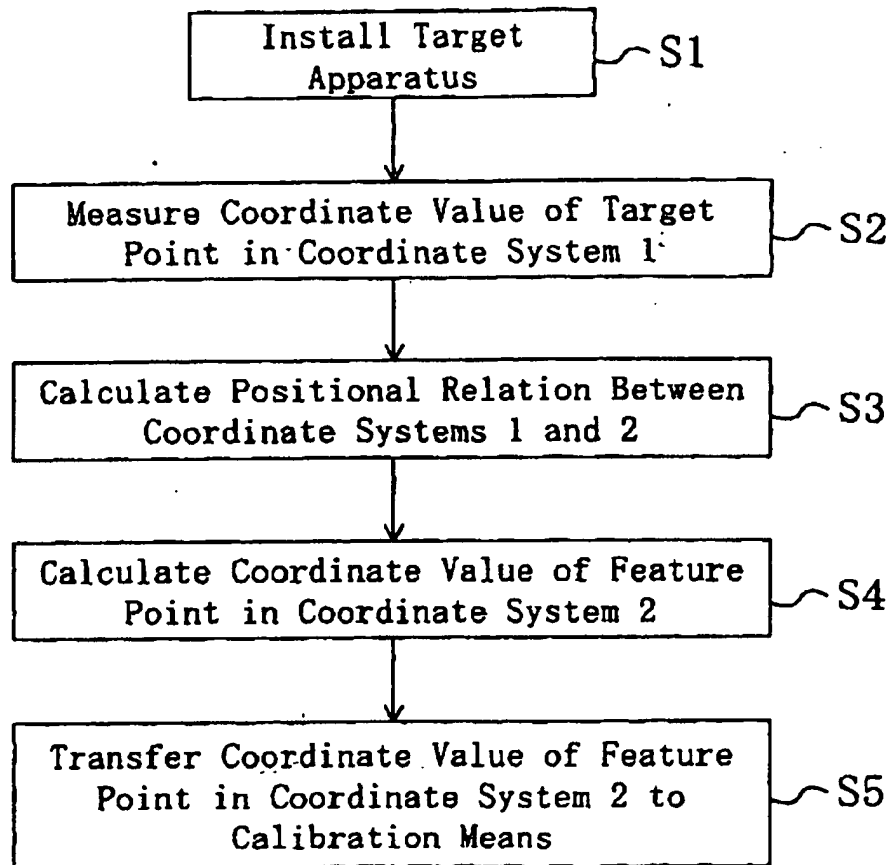 Install Target
Apparatus
S1
Measure Coordinate Value of Target
Point in Coordinate System 1
S2
Calculate Positional Relation Between
Coordinate Systems 1 and 2
S3
Calculate Coordinate Value of Feature
Point in Coordinate System 2
S4
Transfer Coordinate Value of Feature
Point in Coordinate System 2 to
Calibration Means
S5